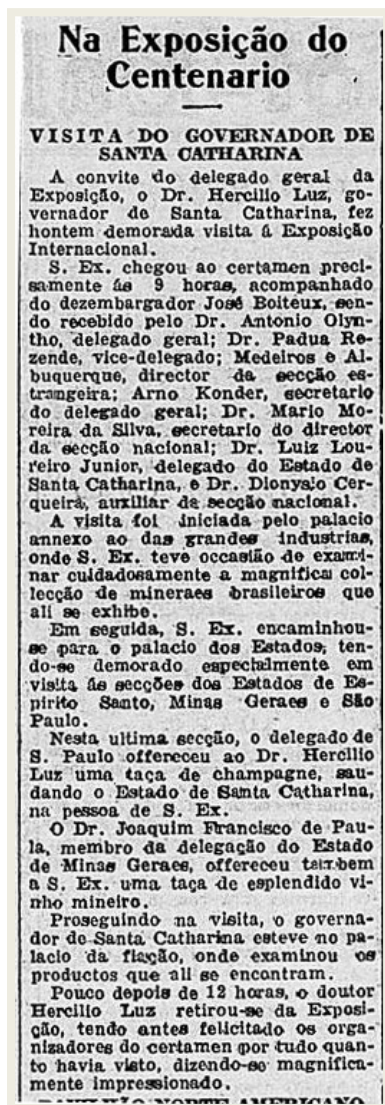 Na Exposição do
Centenario
VISITA DO GOVERNADOR DE
SANTA CATHARINA
A convite do delegado geral da
Exposição, o Dr. Hercilio Luz, go-
vernador de Santa Catharina, fez
hontem demorada visita á Exposição
Internacional.
S. Ex. chegou ao certamen preci-
samente ás 9 horas, acompanhado
do dezembargador José Boiteux, sen-
do recebido pelo Dr. Antonio Olyn-
tho, delegado geral; Dr. Padua Re-
zende, vice-delegado; Medeiros e Al-
buquerque, director da secção es-
trangeira; Arno Konder, secretario
do delegado geral; Dr. Mario Mo-
reira da Silva, secretario do director
da secção nacional; Dr. Luiz Lou-
reiro Junior, delegado do Estado de
Santa Catharina, e Dr. Dionysio Cer-
queira, auxiliar da secção nacional.
A visita foi iniciada pelo palacio
annexo ao das grandes industrias,
onde S. Ex. teve occasião de exami-
nar cuidadosamente a magnifica col-
lecção de mineraes brasileiros que
ali se exhibe.
Em seguida, S. Ex. encaminhou-
se para o palacio dos Estados, ten-
do-se demorado especialmente em
visita ás secções dos Estados de Es-
pirito Santo, Minas Geraes e São
Paulo.
Nesta ultima secção, o delegado de
S. Paulo offereceu ao Dr. Hercilio
Luz uma taça de champagne, sau-
dando o Estado de Santa Catharina,
na pessoa de S. Ex.
O Dr. Joaquim Francisco de Pau-
la, membro da delegação do Estado
de Minas Geraes, offereceu tambem
a S. Ex. uma taça de esplendido vi-
nho mineiro.
Proseguindo na visita, o governa-
dor de Santa Catharina esteve no pa-
lacio da fiação, onde examinou os
productos que ali se encontram.
Pouco depois de 12 horas, o doutor
Hercilio Luz retirou-se da Exposi-
ção, tendo antes felicitado os orga-
nizadores do certamen por tudo quan-
to havia visto, dizendo-se magnifica-
mente impressionado.
PAVILHÃO NORTE AMERICANO